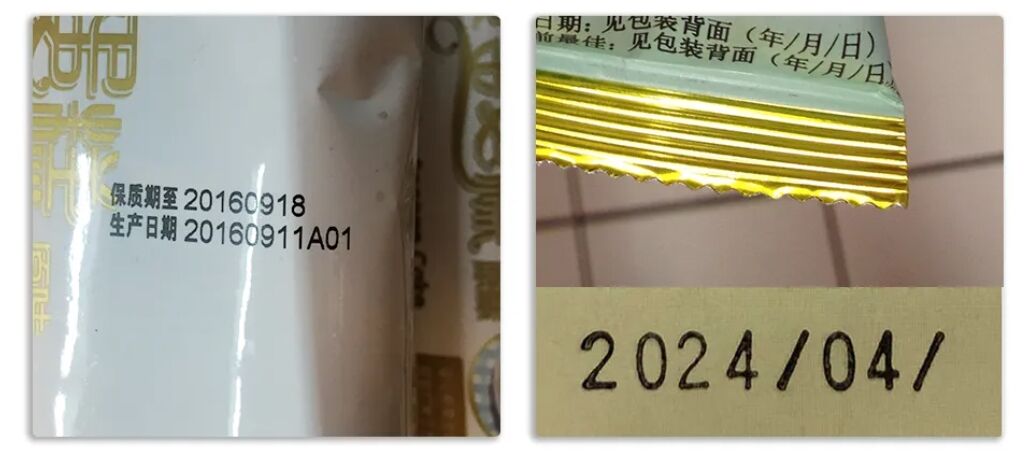 保质期至 20160918
生产日期 20160911A01
日期：见包装背面（年/月/日）
前最佳：见包装背面（年/月/日
2024/04/